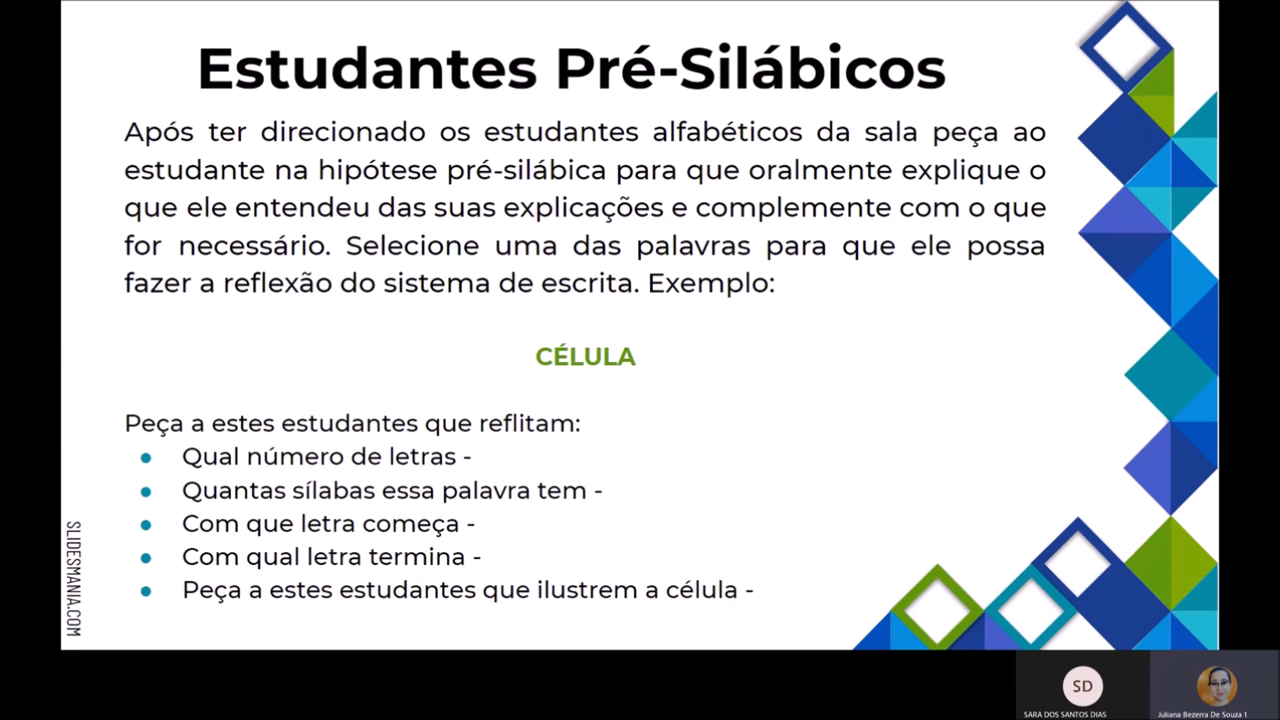 Estudantes Pré-Silábicos
Após ter direcionado os estudantes alfabéticos da sala peça ao
estudante na hipótese pré-silábica para que oralmente explique o
que ele entendeu das suas explicações e complemente com o que
for necessário. Selecione uma das palavras para que ele possa
fazer a reflexão do sistema de escrita. Exemplo:
CÉLULA
Peça a estes estudantes que reflitam:
● Qual número de letras -
● Quantas sílabas essa palavra tem -
● Com que letra começa -
● Com qual letra termina -
● Peça a estes estudantes que ilustrem a célula -
SLIDESMANIA.COM
SD
SARA DOS SANTOS DIAS
Juliana Bezerra De Souza 1